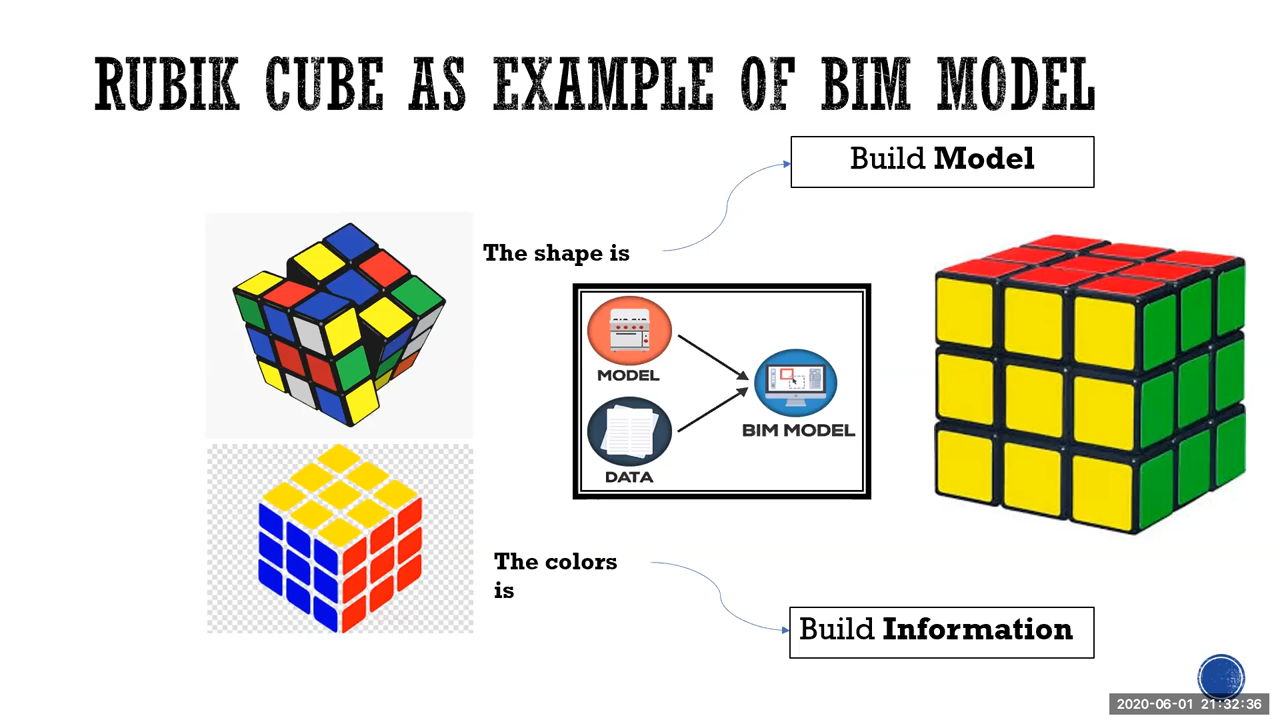 RUBIK CUBE AS EXAMPLE OF BIM MODEL
Build Model
The shape is
MODEL
BIM MODEL
DATA
The colors
is
Build Information
2020-06-01 21:32:36